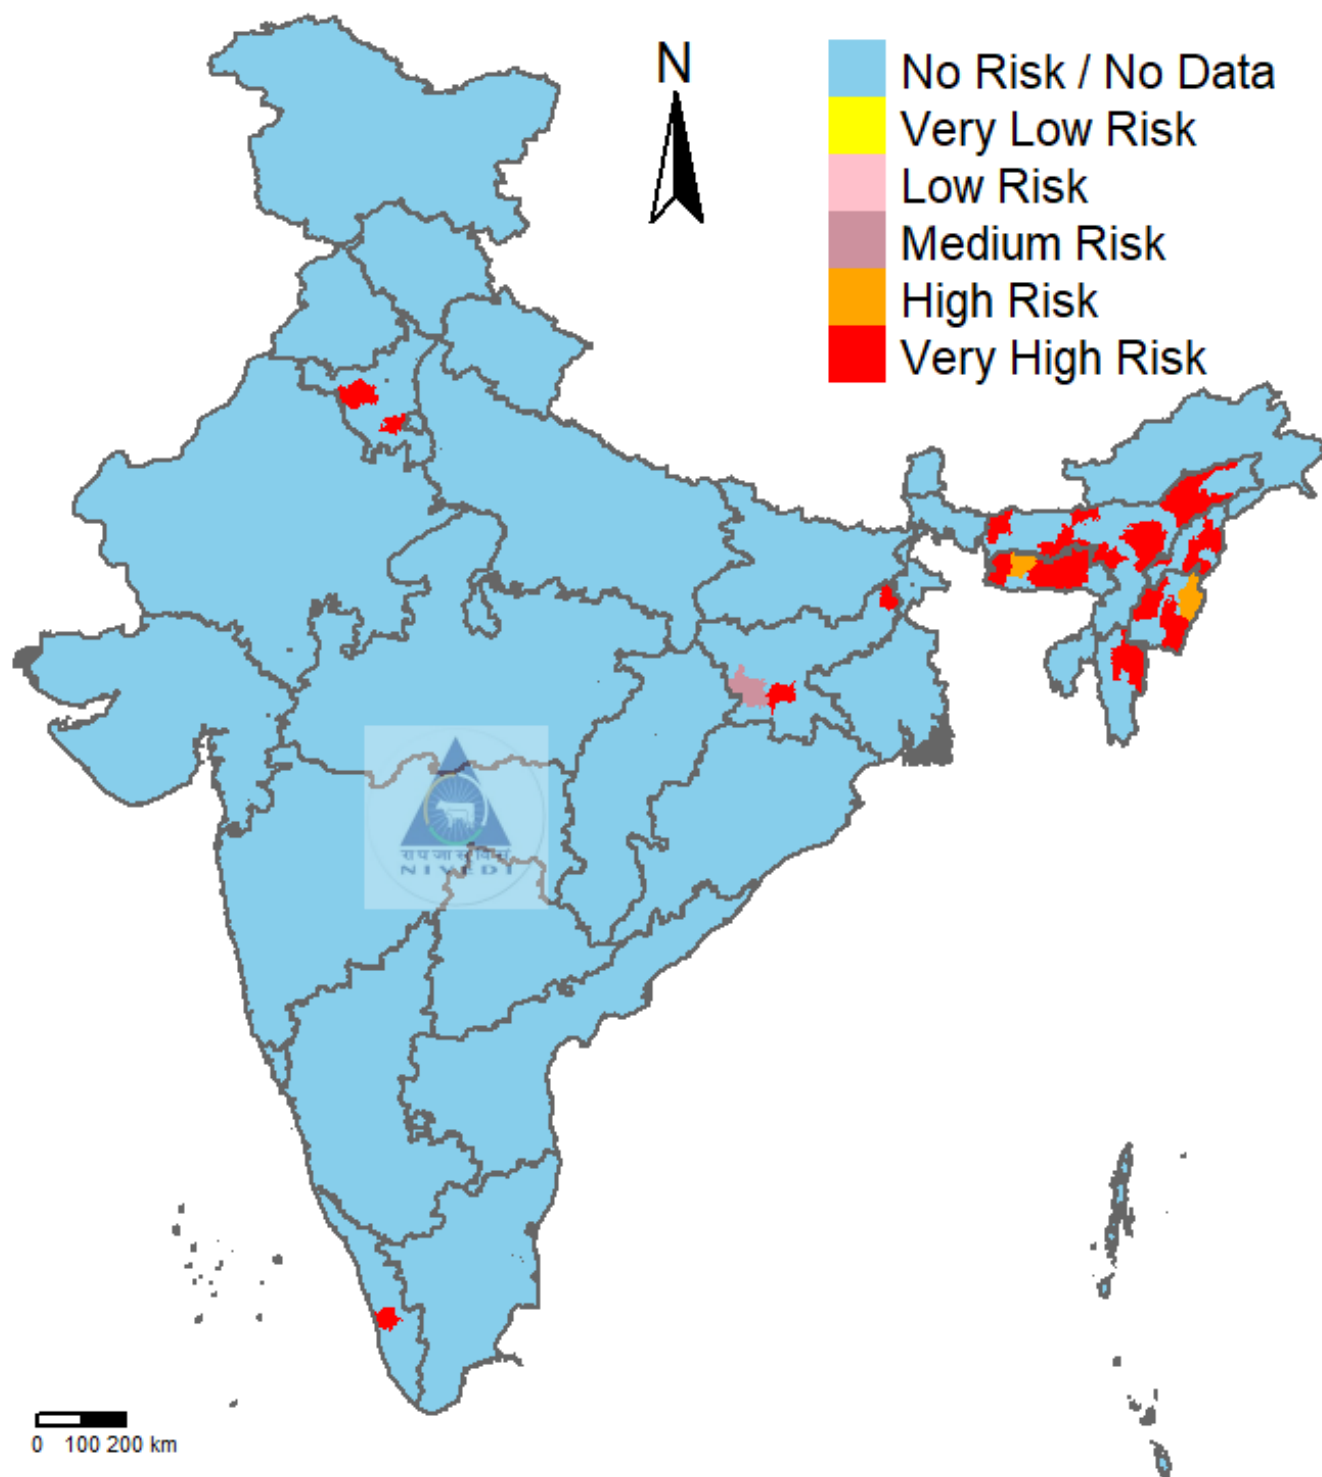 N
No Risk / No Data
Very Low Risk
Low Risk
Medium Risk
High Risk
Very High Risk
NIVEDI
0 100 200 km